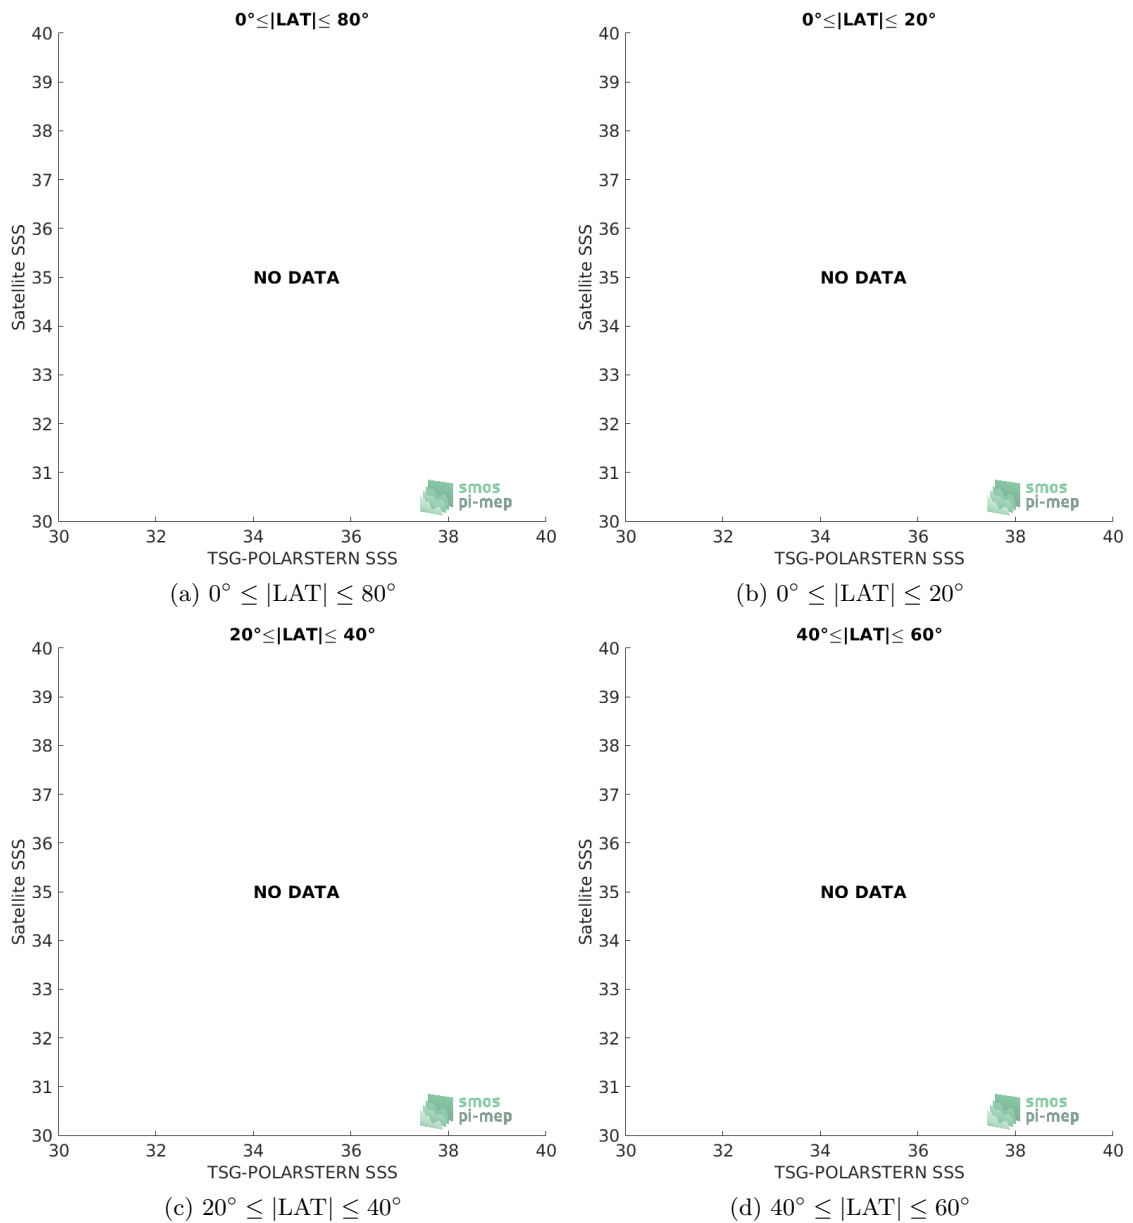 0°≤|LAT|≤ 80°
40
39
38
37
36
35
34
33
32
31
30
Satellite SSS
NO DATA
smos
pi-mep
30 32 34 36 38 40
TSG-POLARSTERN SSS
(a) 0° ≤ |LAT| ≤ 80°
0°≤|LAT|≤ 20°
40
39
38
37
36
35
34
33
32
31
30
Satellite SSS
NO DATA
smos
pi-mep
30 32 34 36 38 40
TSG-POLARSTERN SSS
(b) 0° ≤ |LAT| ≤ 20°
20°≤|LAT|≤ 40°
40
39
38
37
36
35
34
33
32
31
30
Satellite SSS
NO DATA
smos
pi-mep
30 32 34 36 38 40
TSG-POLARSTERN SSS
(c) 20° ≤ |LAT| ≤ 40°
40°≤|LAT|≤ 60°
40
39
38
37
36
35
34
33
32
31
30
Satellite SSS
NO DATA
smos
pi-mep
30 32 34 36 38 40
TSG-POLARSTERN SSS
(d) 40° ≤ |LAT| ≤ 60°